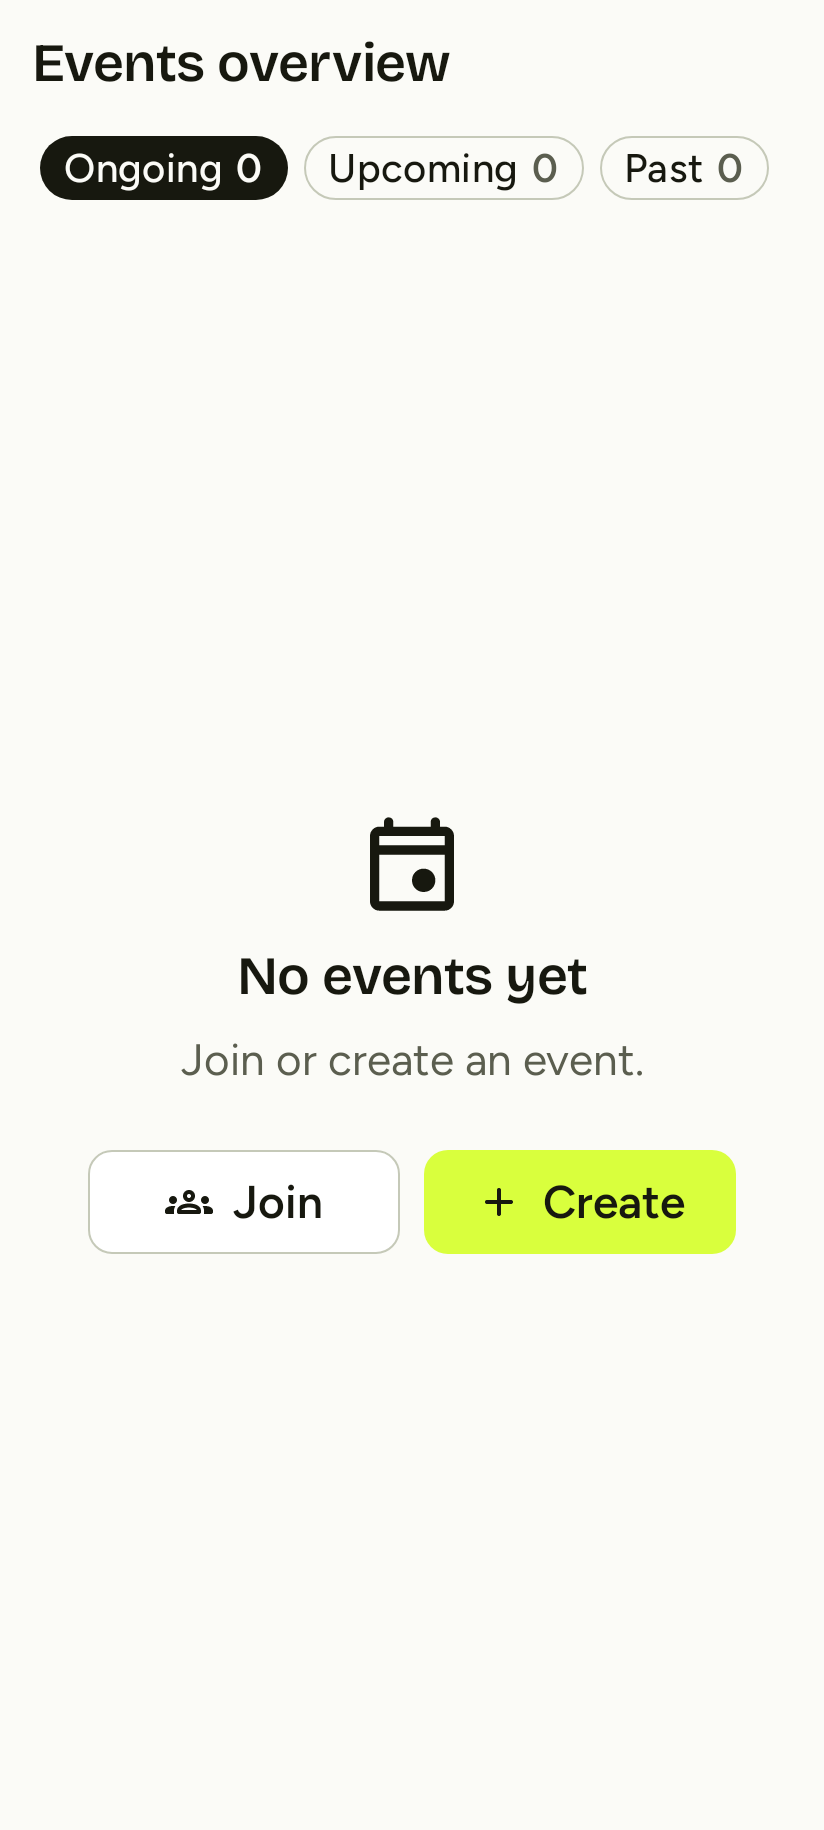 Events overview
Ongoing 0 Upcoming 0 Past 0
No events yet
Join or create an event.
Join Create